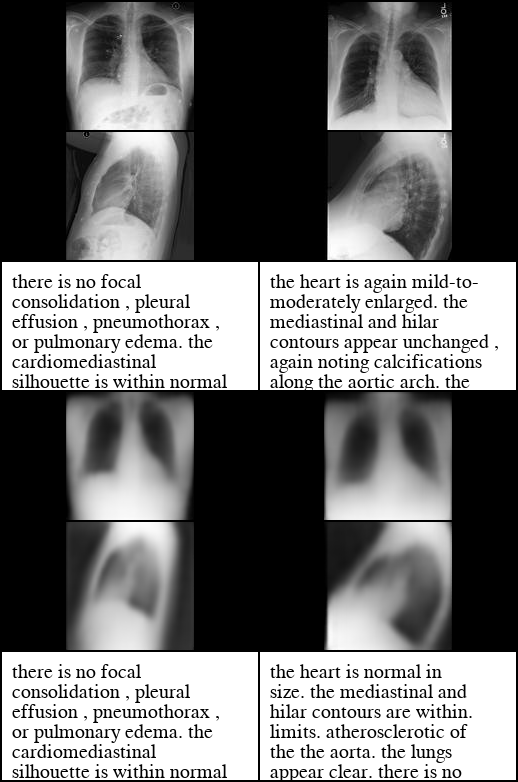 there is no focal
consolidation , pleural
effusion , pneumothorax ,
or pulmonary edema. the
cardiomediastinal
silhouette is within normal
the heart is again mild-to-
moderately enlarged. the
mediastinal and hilar
contours appear unchanged ,
again noting calcifications
along the aortic arch. the
there is no focal
consolidation , pleural
effusion , pneumothorax ,
or pulmonary edema. the
cardiomediastinal
silhouette is within normal
the heart is normal in
size. the mediastinal and
hilar contours are within.
limits. atherosclerotic of
the the aorta. the lungs
appear clear. there is no